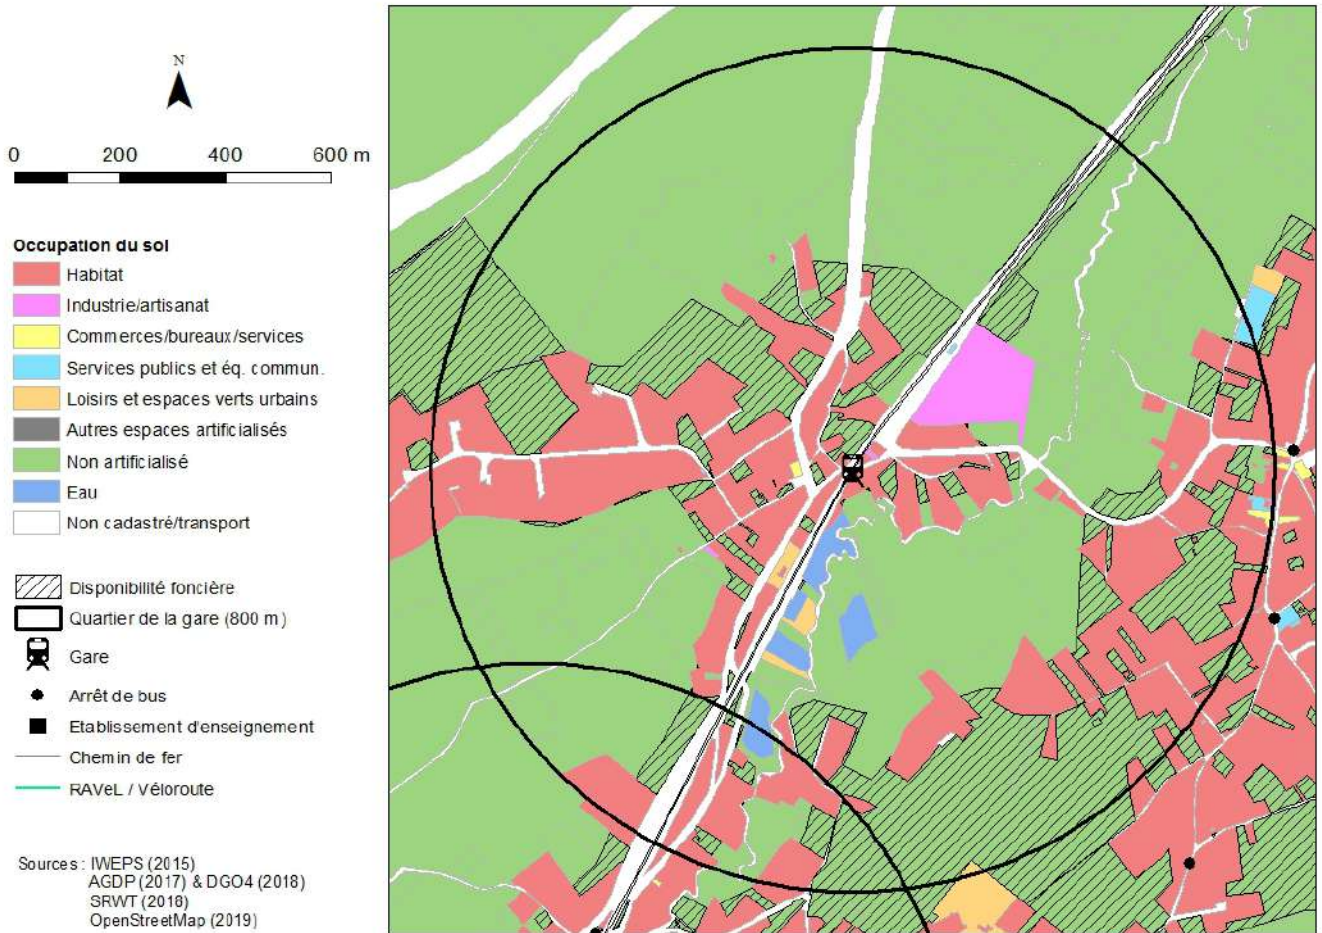 N
0 200 400 600 m
Occupation du sol
Habitat
Industrie/artisanat
Commerces/bureaux/services
Services publics et éq. commun.
Loisirs et espaces verts urbains
Autres espaces artificialisés
Non artificialisé
Eau
Non cadastré/transport
Disponibilité foncière
Quartier de la gare (800 m)
Gare
Arrêt de bus
Etablissement d'enseignement
Chemin de fer
RAVeL / Véloroute
Sources : IWEPS (2015)
AGDP (2017) & DGO4 (2018)
SRWT (2018)
OpenStreetMap (2019)